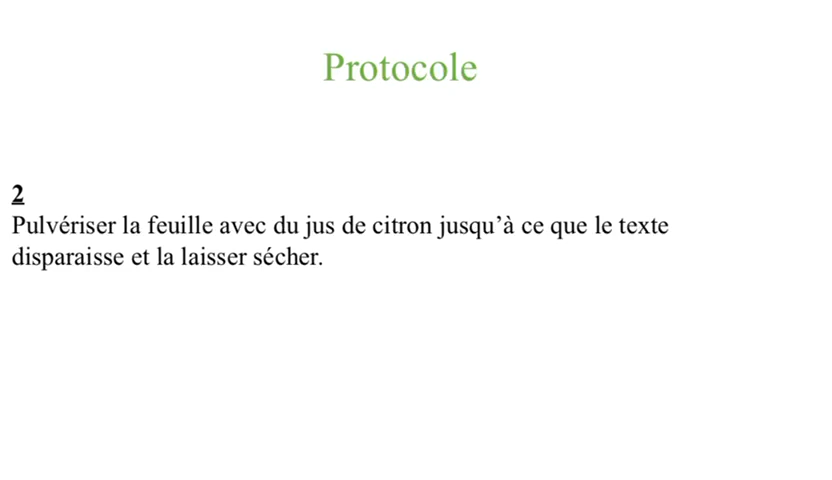 Protocole
2
Pulvériser la feuille avec du jus de citron jusqu’à ce que le texte
disparaisse et la laisser sécher.